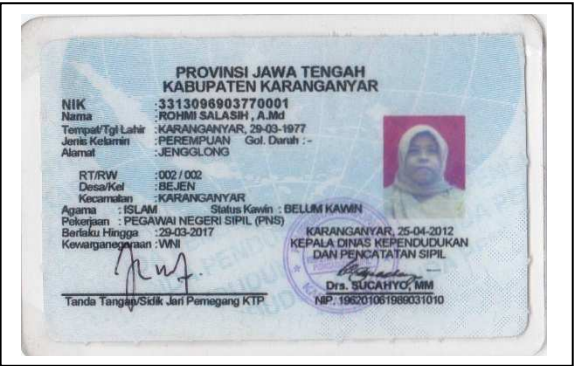 PROVINSI JAWA TENGAH
KABUPATEN KARANGANYAR
NIK :3313096903770001
Nama :ROHMI SALASIH , A.Md
Tempat/Tgl Lahir :KARANGANYAR, 29-03-1977
Jenis Kelamin :PEREMPUAN Gol. Darah :-
Alamat :JENGGLONG
RT/RW :002 / 002
Desa/Kel :BEJEN
Kecamatan :KARANGANYAR
Agama : ISLAM Status Kawin : BELUM KAWIN
Pekerjaan : PEGAWAI NEGERI SIPIL (PNS)
Berlaku Hingga :29-03-2017
Kewarganegaraan : WNI
KARANGANYAR, 25-04-2012
KEPALA DINAS KEPENDUDUKAN
DAN PENCATATAN SIPIL
Drs. SUCAHYO, MM
NIP. 196201061989031010
Tanda Tangan/Sidik Jari Pemegang KTP